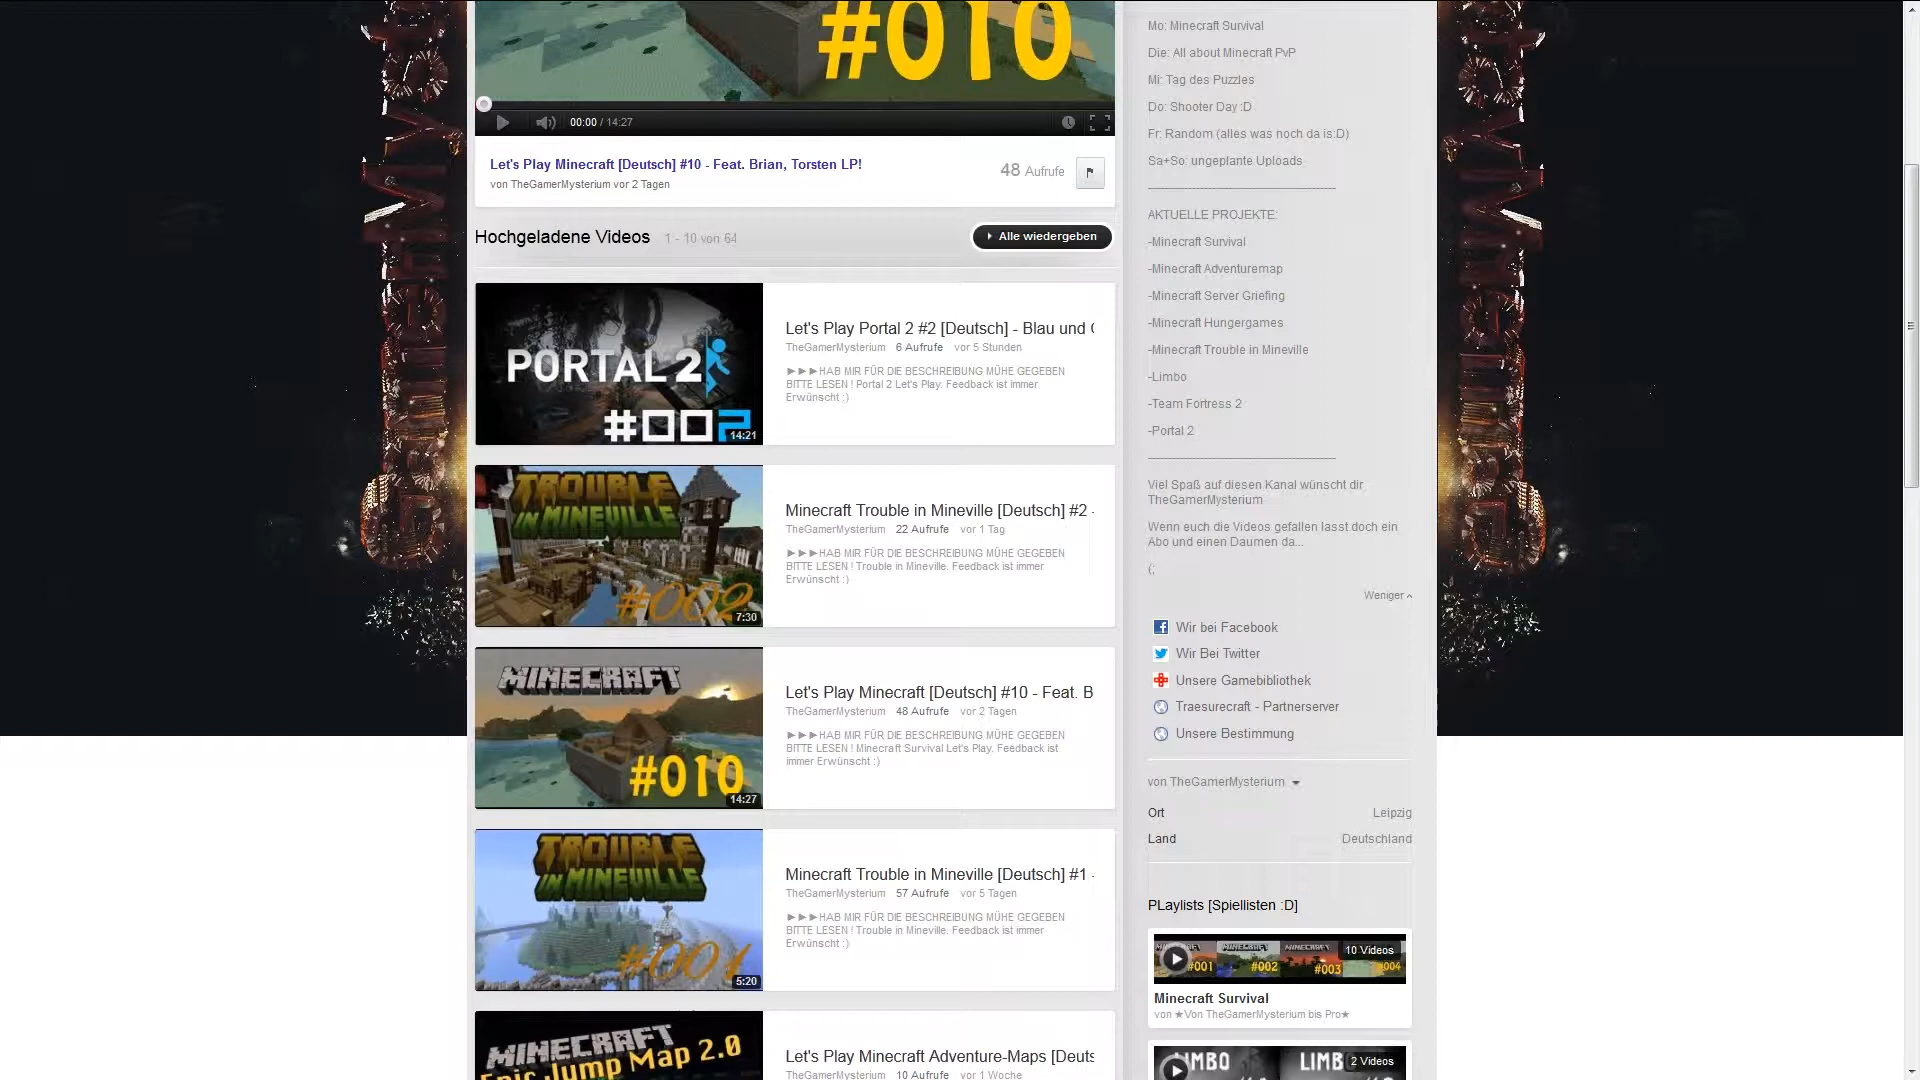 #010
00:00 / 14:27
Let's Play Minecraft [Deutsch] #10 - Feat. Brian, Torsten LP!
von TheGamerMysterium vor 2 Tagen
48 Aufrufe
Hochgeladene Videos 1 - 10 von 64
Alle wiedergeben
PORTAL 2
#002
14:21
Let's Play Portal 2 #2 [Deutsch] - Blau und
TheGamerMysterium 6 Aufrufe vor 5 Stunden
►►►HAB MIR FÜR DIE BESCHREIBUNG MÜHE GEGEBEN
BITTE LESEN ! Portal 2 Let's Play. Feedback ist immer
Erwünscht :)
TROUBLE
IN MINEVILLE
#002
7:30
Minecraft Trouble in Mineville [Deutsch] #2 -
TheGamerMysterium 22 Aufrufe vor 1 Tag
►►►HAB MIR FÜR DIE BESCHREIBUNG MÜHE GEGEBEN
BITTE LESEN ! Trouble in Mineville. Feedback ist immer
Erwünscht :)
MINECRAFT
#010
14:27
Let's Play Minecraft [Deutsch] #10 - Feat. B
TheGamerMysterium 48 Aufrufe vor 2 Tagen
►►►HAB MIR FÜR DIE BESCHREIBUNG MÜHE GEGEBEN
BITTE LESEN ! Minecraft Survival Let's Play. Feedback ist
immer Erwünscht :)
TROUBLE
IN MINEVILLE
#001
5:20
Minecraft Trouble in Mineville [Deutsch] #1 -
TheGamerMysterium 57 Aufrufe vor 5 Tagen
►►►HAB MIR FÜR DIE BESCHREIBUNG MÜHE GEGEBEN
BITTE LESEN ! Trouble in Mineville. Feedback ist immer
Erwünscht :)
MINECRAFT
Epic Jump Map 2.0
Let's Play Minecraft Adventure-Maps [Deuts
TheGamerMysterium 10 Aufrufe vor 1 Woche
Mo: Minecraft Survival
Die: All about Minecraft PvP
Mi: Tag des Puzzles
Do: Shooter Day :D
Fr: Random (alles was noch da is:D)
Sa+So: ungeplante Uploads
AKTUELLE PROJEKTE:
-Minecraft Survival
-Minecraft Adventuremap
-Minecraft Server Griefing
-Minecraft Hungergames
-Minecraft Trouble in Mineville
-Limbo
-Team Fortress 2
-Portal 2
Viel Spaß auf diesen Kanal wünscht dir
TheGamerMysterium
Wenn euch die Videos gefallen lasst doch ein
Abo und einen Daumen da...
(;
Weniger
Wir bei Facebook
Wir Bei Twitter
Unsere Gamebibliothek
Traesurecraft - Partnerserver
Unsere Bestimmung
von TheGamerMysterium
Ort Leipzig
Land Deutschland
PLaylists [Spiellisten :D]
10 Videos
#001 #002 #003 #004
Minecraft Survival
von ★Von TheGamerMysterium bis Pro★
LIMBO LIMB
2 Videos